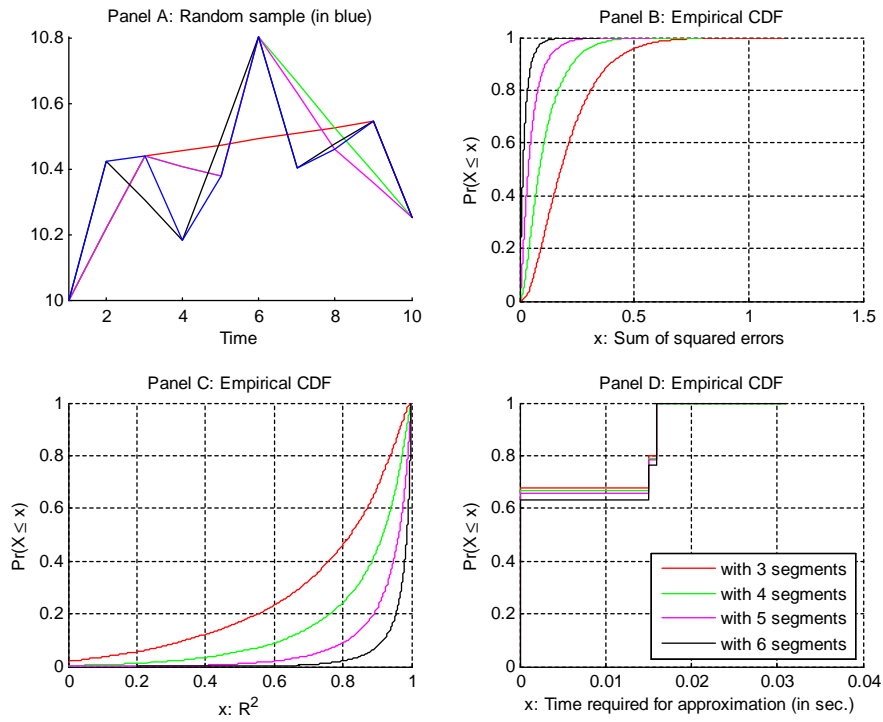 Panel A: Random sample (in blue)
10.8
10.6
10.4
10.2
10
2
4
6
8
10
Time
Panel B: Empirical CDF
1
0.8
0.6
0.4
0.2
0
Pr(X ≤ x)
0
0.5
1
1.5
x: Sum of squared errors
Panel C: Empirical CDF
1
0.8
0.6
0.4
0.2
0
Pr(X ≤ x)
0
0.2
0.4
0.6
0.8
1
x: R²
Panel D: Empirical CDF
1
0.8
0.6
0.4
0.2
0
Pr(X ≤ x)
with 3 segments
with 4 segments
with 5 segments
with 6 segments
0
0.01
0.02
0.03
0.04
x: Time required for approximation (in sec.)